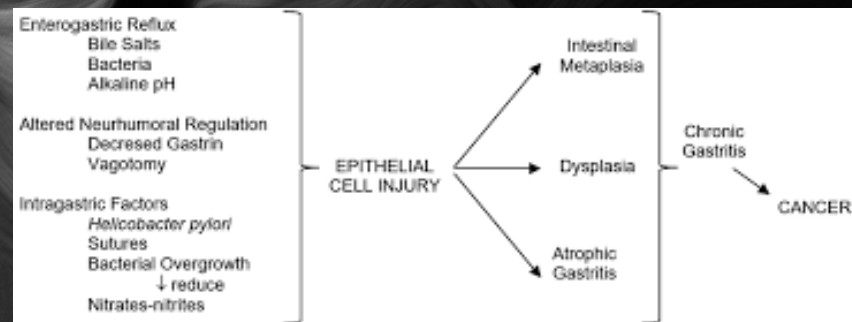 Enterogastric Reflux
Bile Salts
Bacteria
Alkaline pH
Altered Neurhumoral Regulation
Decresed Gastrin
Vagotomy
Intragastric Factors
Helicobacter pylori
Sutures
Bacterial Overgrowth
↓ reduce
Nitrates-nitrites
EPITHELIAL
CELL INJURY
Intestinal
Metaplasia
Dysplasia
Atrophic
Gastritis
Chronic
Gastritis
CANCER